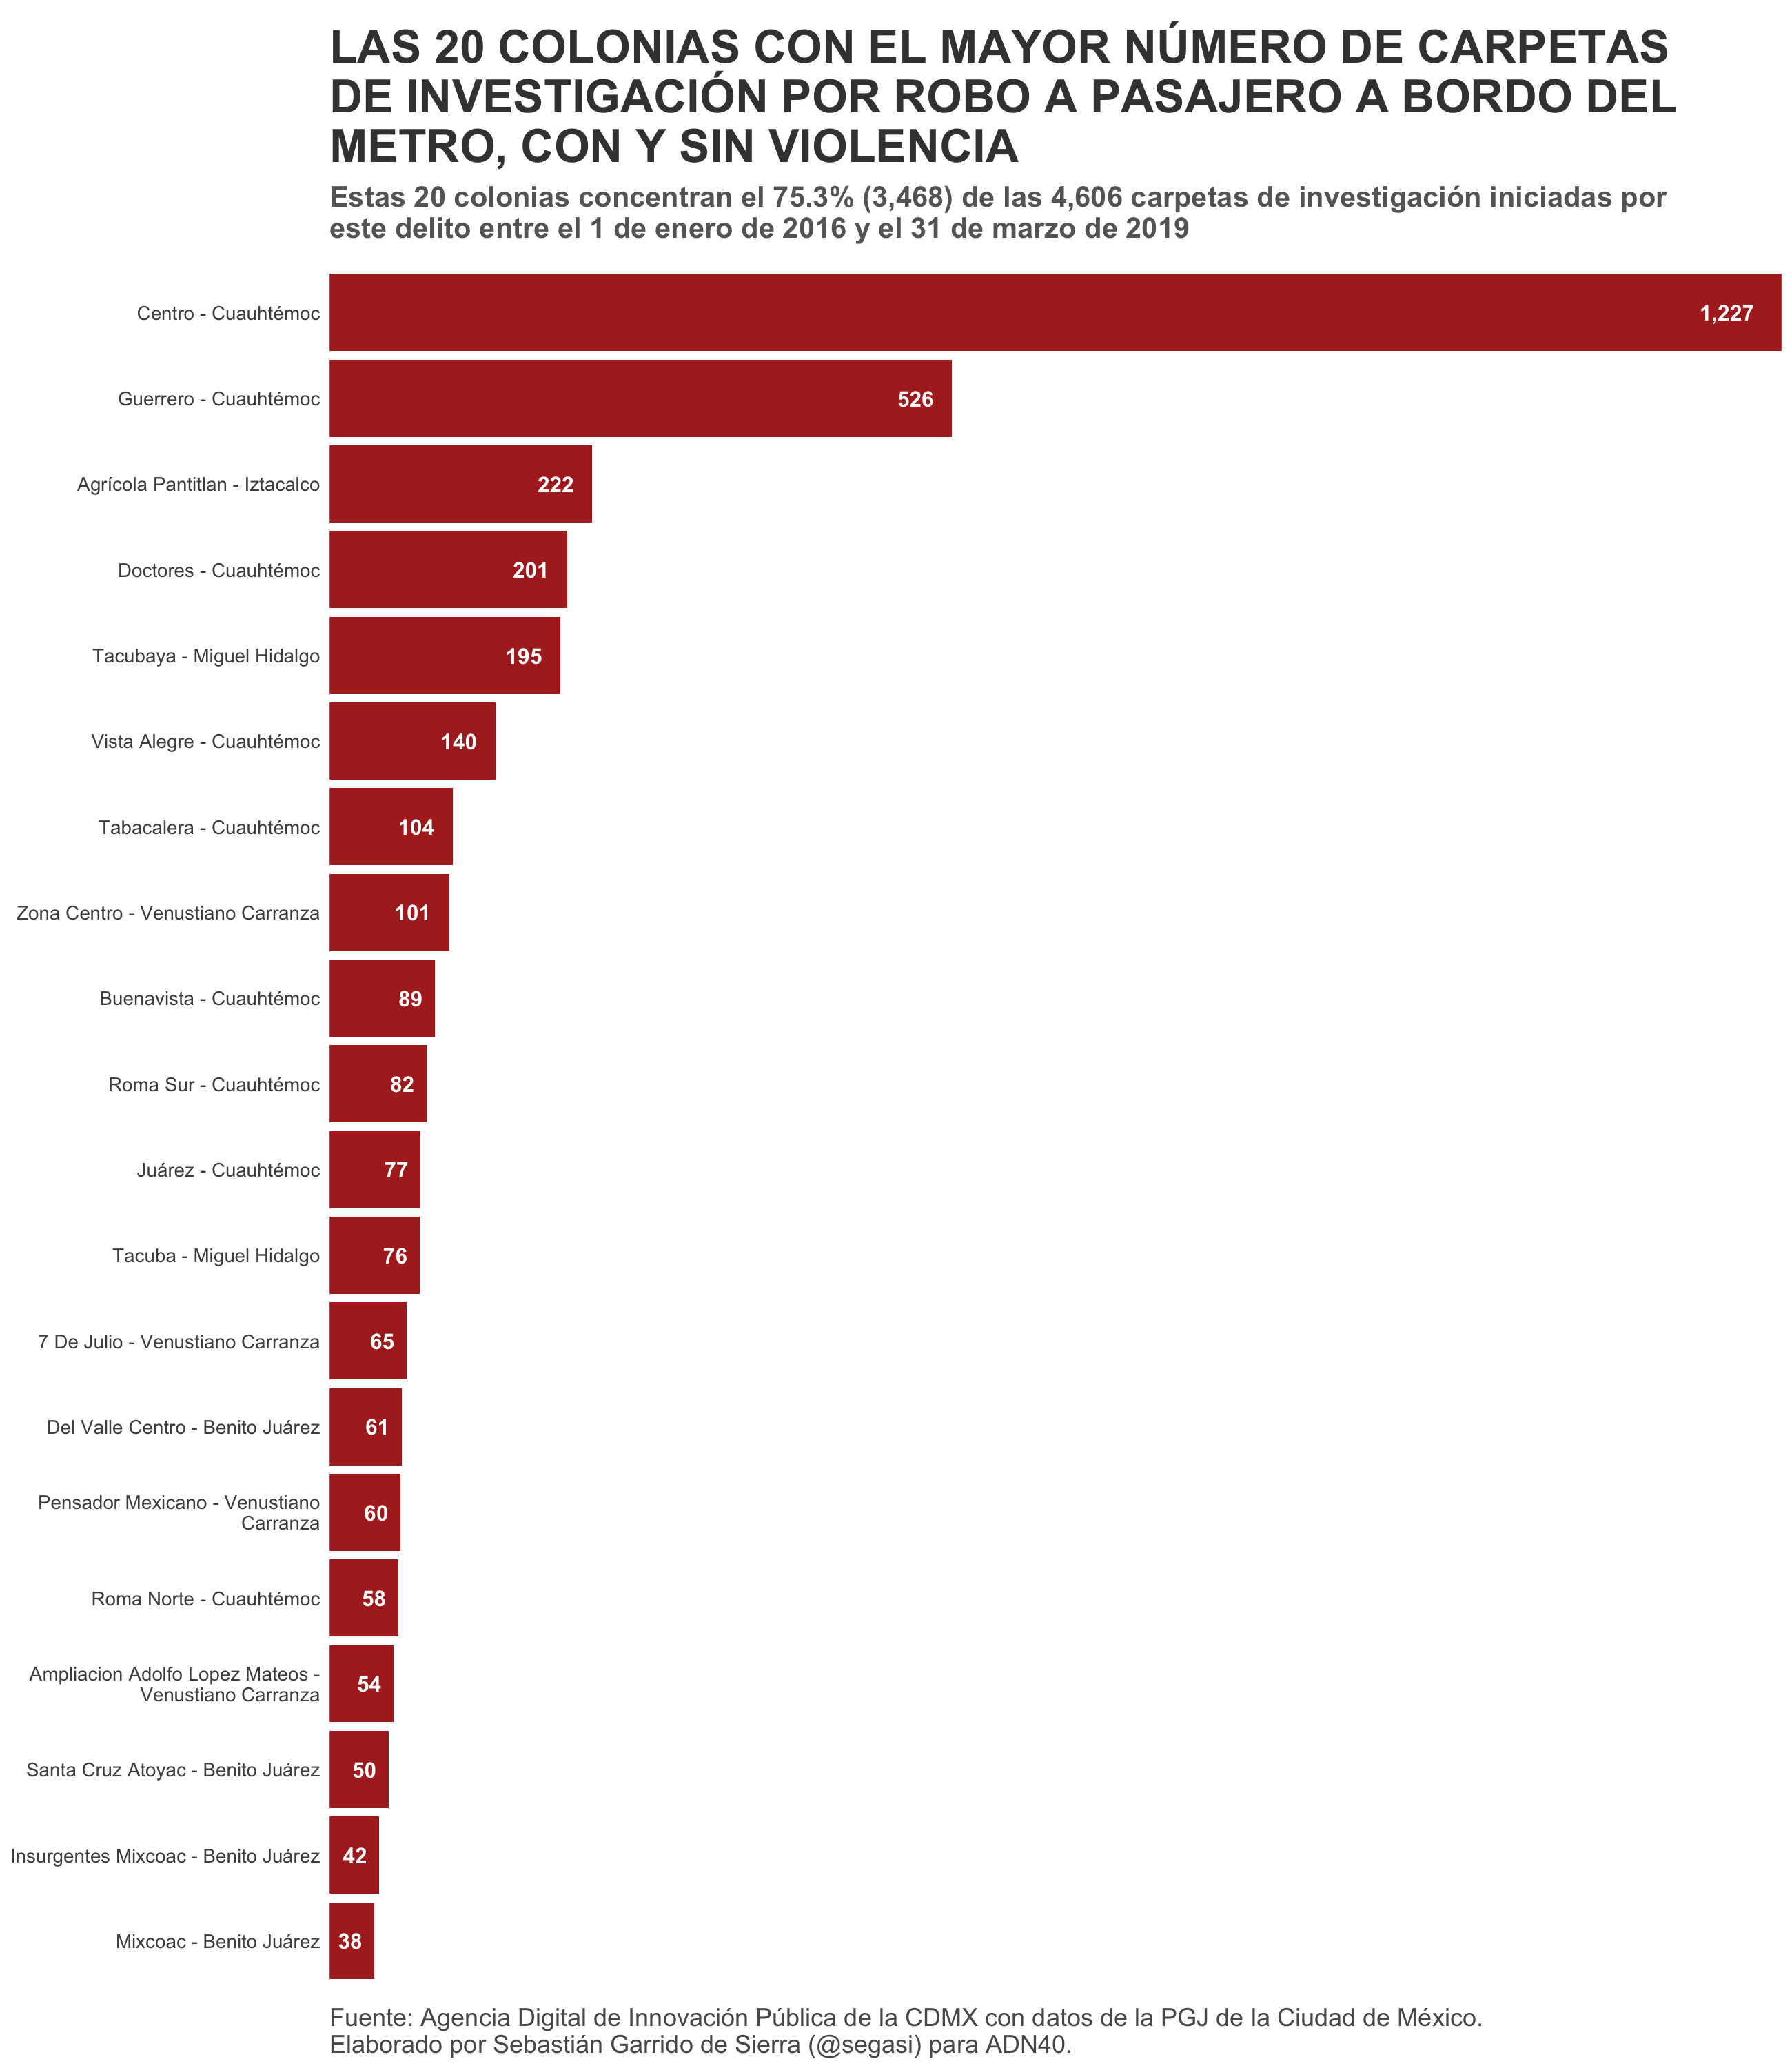 LAS 20 COLONIAS CON EL MAYOR NÚMERO DE CARPETAS
DE INVESTIGACIÓN POR ROBO A PASAJERO A BORDO DEL
METRO, CON Y SIN VIOLENCIA
Estas 20 colonias concentran el 75.3% (3,468) de las 4,606 carpetas de investigación iniciadas por
este delito entre el 1 de enero de 2016 y el 31 de marzo de 2019
Centro - Cuauhtémoc 1,227
Guerrero - Cuauhtémoc 526
Agrícola Pantitlan - Iztacalco 222
Doctores - Cuauhtémoc 201
Tacubaya - Miguel Hidalgo 195
Vista Alegre - Cuauhtémoc 140
Tabacalera - Cuauhtémoc 104
Zona Centro - Venustiano Carranza 101
Buenavista - Cuauhtémoc 89
Roma Sur - Cuauhtémoc 82
Juárez - Cuauhtémoc 77
Tacuba - Miguel Hidalgo 76
7 De Julio - Venustiano Carranza 65
Del Valle Centro - Benito Juárez 61
Pensador Mexicano - Venustiano
Carranza 60
Roma Norte - Cuauhtémoc 58
Ampliacion Adolfo Lopez Mateos -
Venustiano Carranza 54
Santa Cruz Atoyac - Benito Juárez 50
Insurgentes Mixcoac - Benito Juárez 42
Mixcoac - Benito Juárez 38
Fuente: Agencia Digital de Innovación Pública de la CDMX con datos de la PGJ de la Ciudad de México.
Elaborado por Sebastián Garrido de Sierra (@segasi) para ADN40.